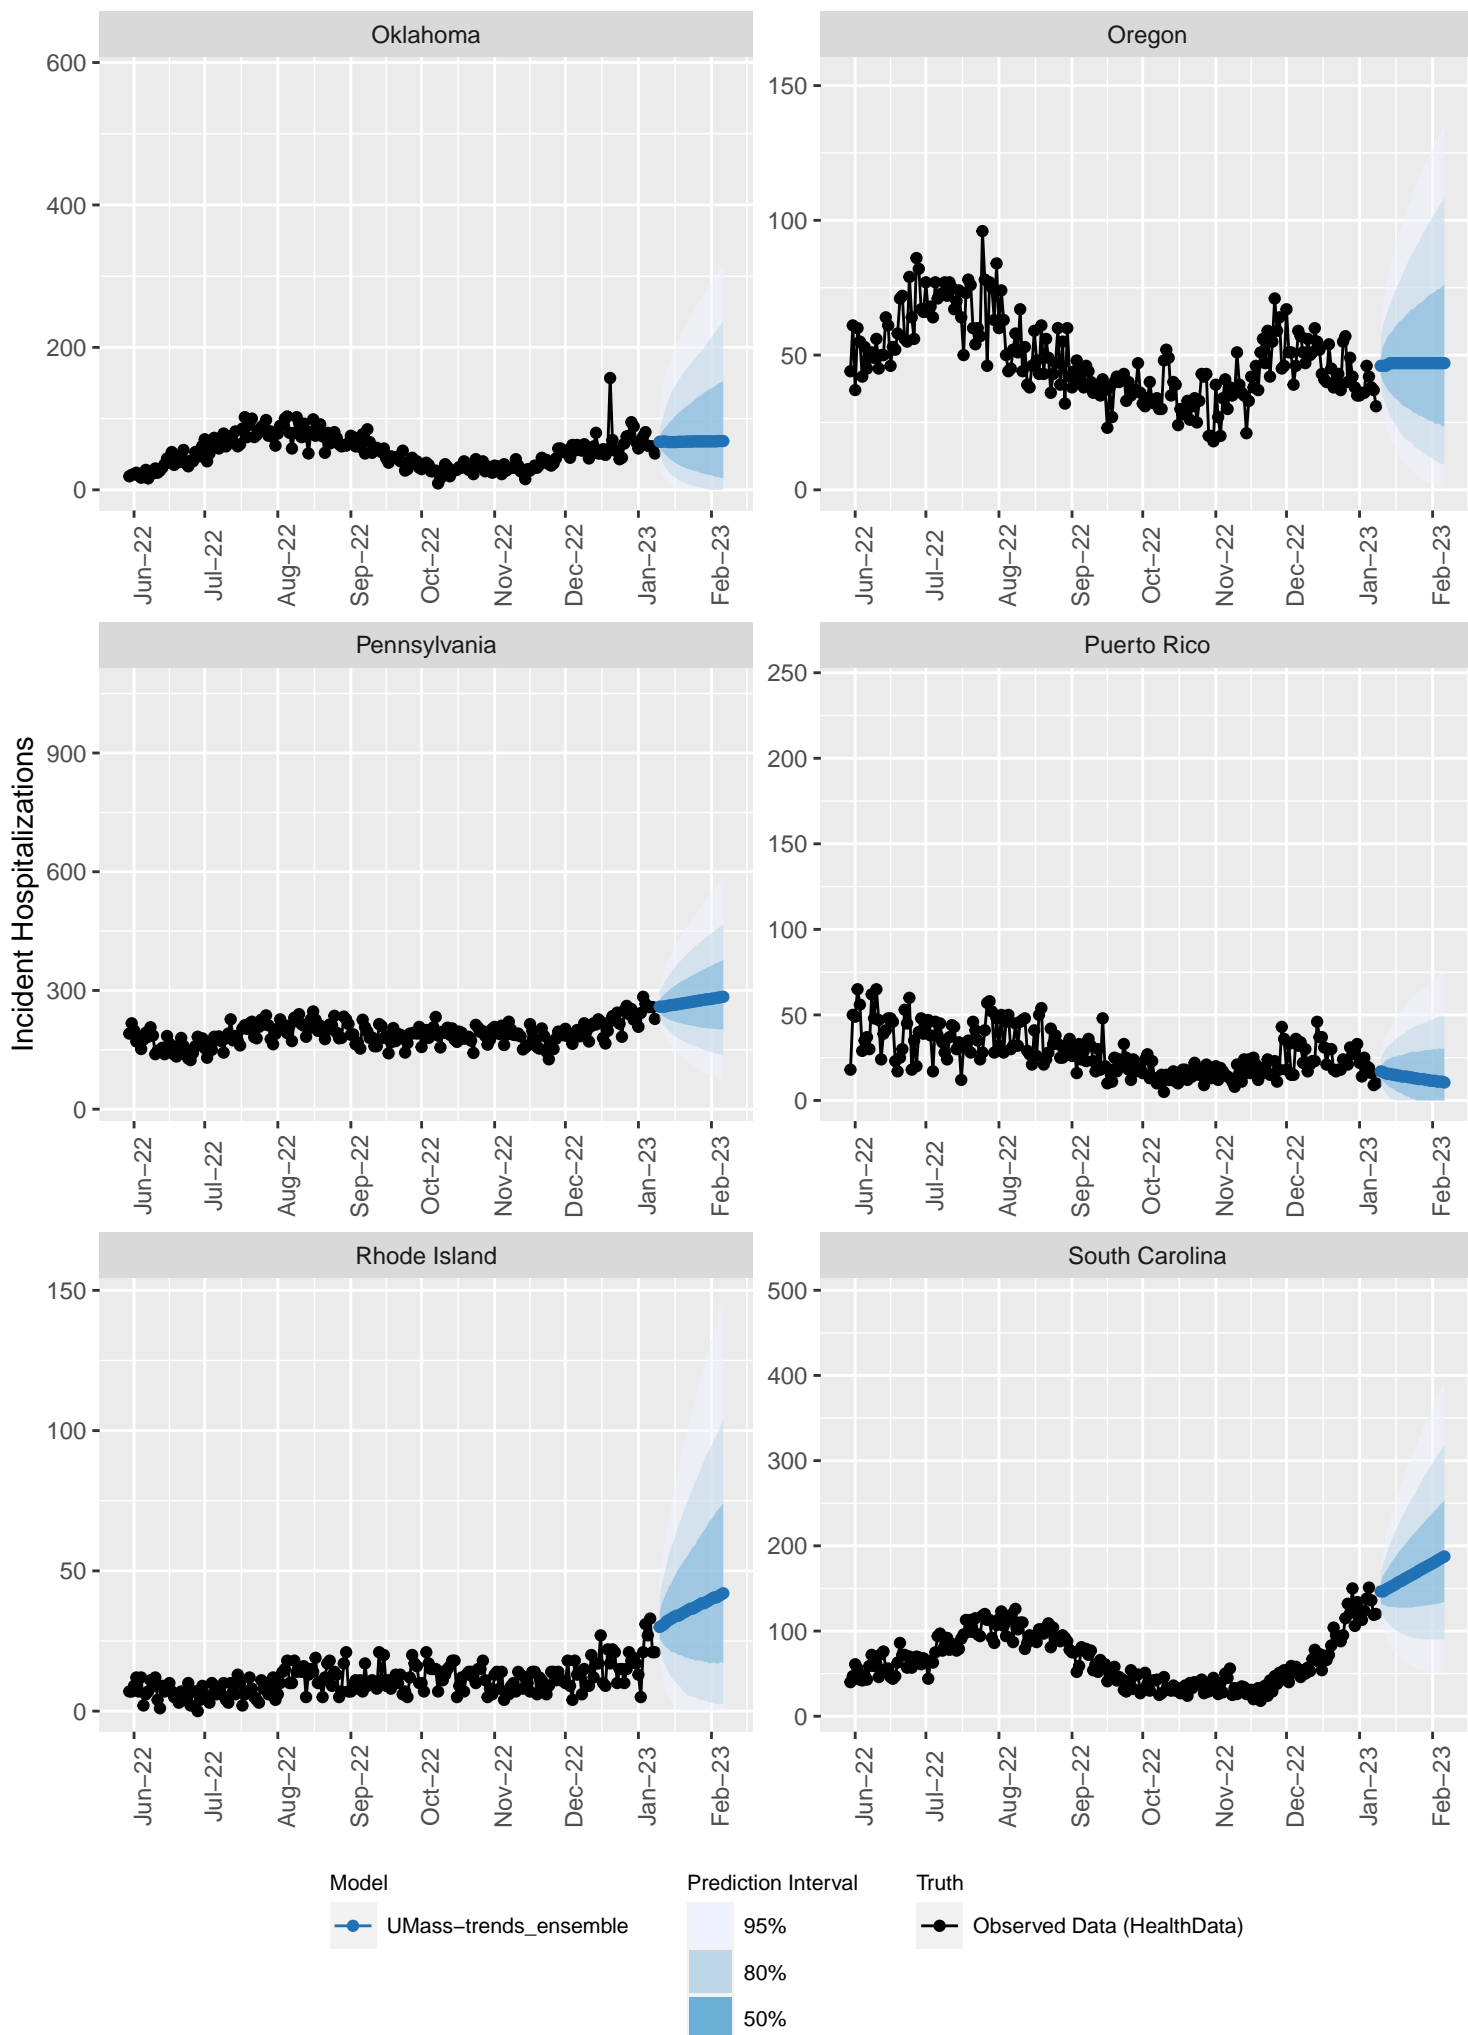 Oklahoma
Oregon
600
400
200
0
150
100
50
0
Jun−22
Jul−22
Aug−22
Sep−22
Oct−22
Nov−22
Dec−22
Jan−23
Feb−23
Jun−22
Jul−22
Aug−22
Sep−22
Oct−22
Nov−22
Dec−22
Jan−23
Feb−23
Incident Hospitalizations
Pennsylvania
Puerto Rico
900
600
300
0
250
200
150
100
50
0
Jun−22
Jul−22
Aug−22
Sep−22
Oct−22
Nov−22
Dec−22
Jan−23
Feb−23
Jun−22
Jul−22
Aug−22
Sep−22
Oct−22
Nov−22
Dec−22
Jan−23
Feb−23
Rhode Island
South Carolina
150
100
50
0
500
400
300
200
100
0
Jun−22
Jul−22
Aug−22
Sep−22
Oct−22
Nov−22
Dec−22
Jan−23
Feb−23
Jun−22
Jul−22
Aug−22
Sep−22
Oct−22
Nov−22
Dec−22
Jan−23
Feb−23
Model
UMass−trends_ensemble
Prediction Interval
95%
80%
50%
Truth
Observed Data (HealthData)